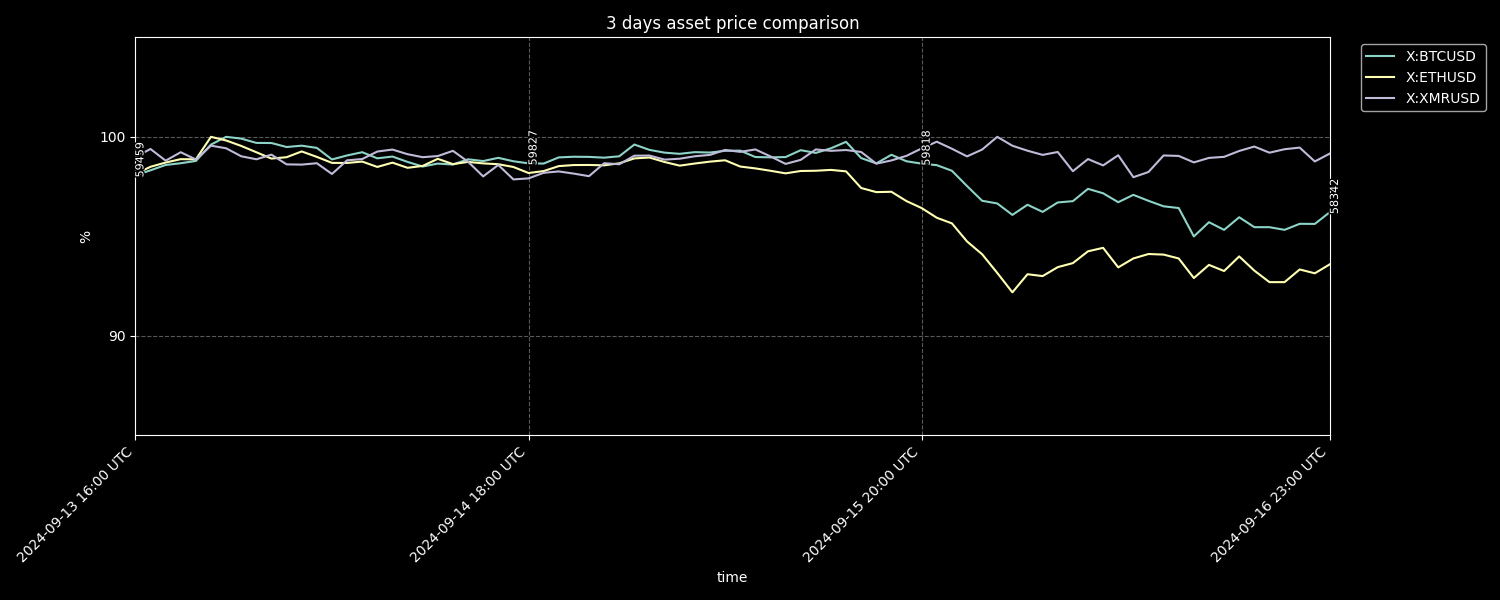 3 days asset price comparison
X:BTCUSD
X:ETHUSD
X:XMRUSD
100
90
%
59459
59827
59818
58342
2024-09-13 16:00 UTC
2024-09-14 18:00 UTC
2024-09-15 20:00 UTC
2024-09-16 23:00 UTC
time